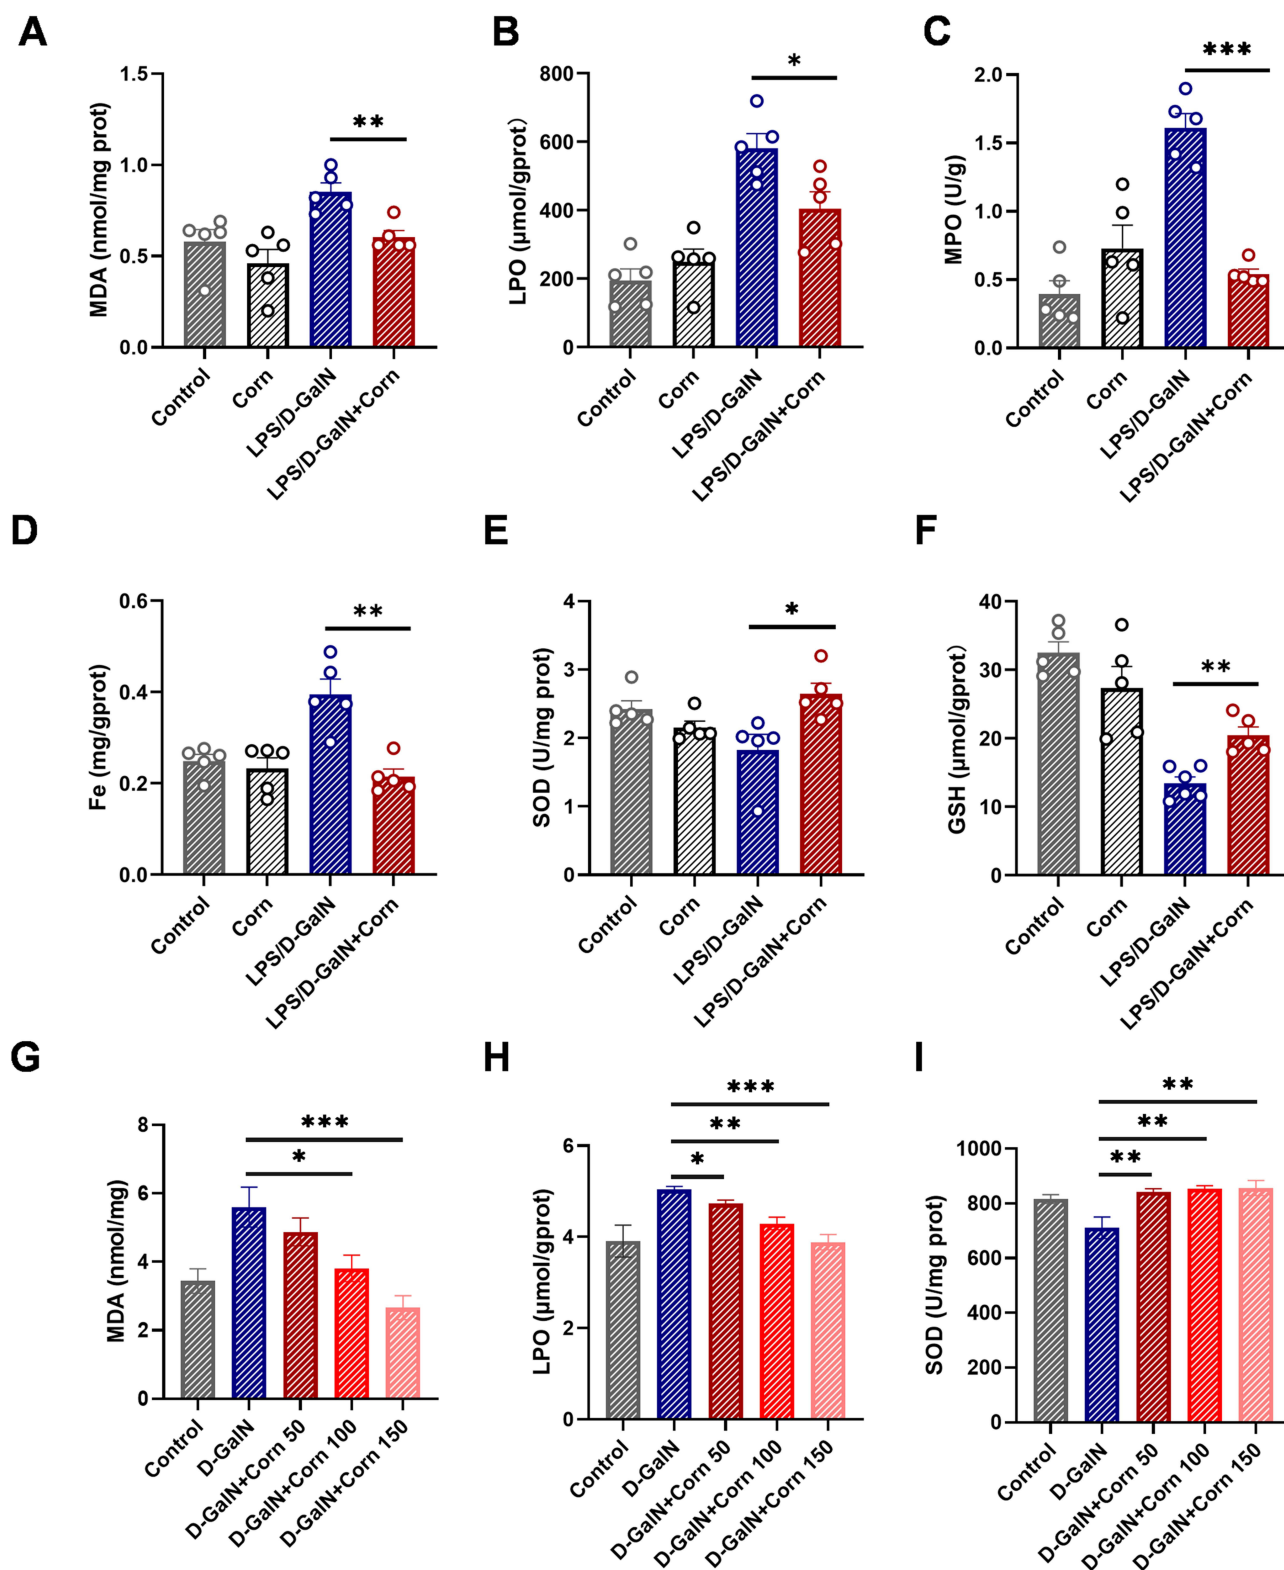 A
MDA (nmol/mg prot)
1.5
1.0
0.5
0.0
**
Control
Corn
LPS/D-GalN
LPS/D-GalN+Corn
B
LPO (μmol/gprot)
800
600
400
200
0
*
Control
Corn
LPS/D-GalN
LPS/D-GalN+Corn
C
MPO (U/g)
2.0
1.5
1.0
0.5
0.0
***
Control
Corn
LPS/D-GalN
LPS/D-GalN+Corn
D
Fe (mg/gprot)
0.6
0.4
0.2
0.0
**
Control
Corn
LPS/D-GalN
LPS/D-GalN+Corn
E
SOD (U/mg prot)
4
3
2
1
0
*
Control
Corn
LPS/D-GalN
LPS/D-GalN+Corn
F
GSH (μmol/gprot)
40
30
20
10
0
**
Control
Corn
LPS/D-GalN
LPS/D-GalN+Corn
G
MDA (nmol/mg)
8
6
4
2
0
***
*
Control
D-GalN
D-GalN+Corn 50
D-GalN+Corn 100
D-GalN+Corn 150
H
LPO (μmol/gprot)
6
4
2
0
***
**
*
Control
D-GalN
D-GalN+Corn 50
D-GalN+Corn 100
D-GalN+Corn 150
I
SOD (U/mg prot)
1000
800
600
400
200
0
**
**
**
Control
D-GalN
D-GalN+Corn 50
D-GalN+Corn 100
D-GalN+Corn 150